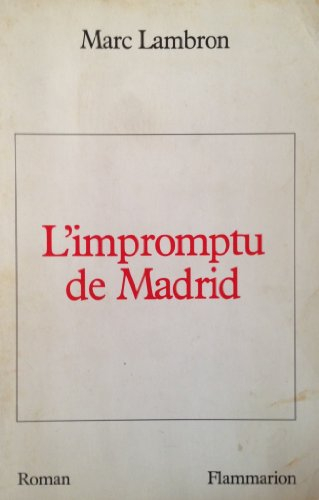 Marc Lambron
L'impromptu
de Madrid
Roman
Flammarion